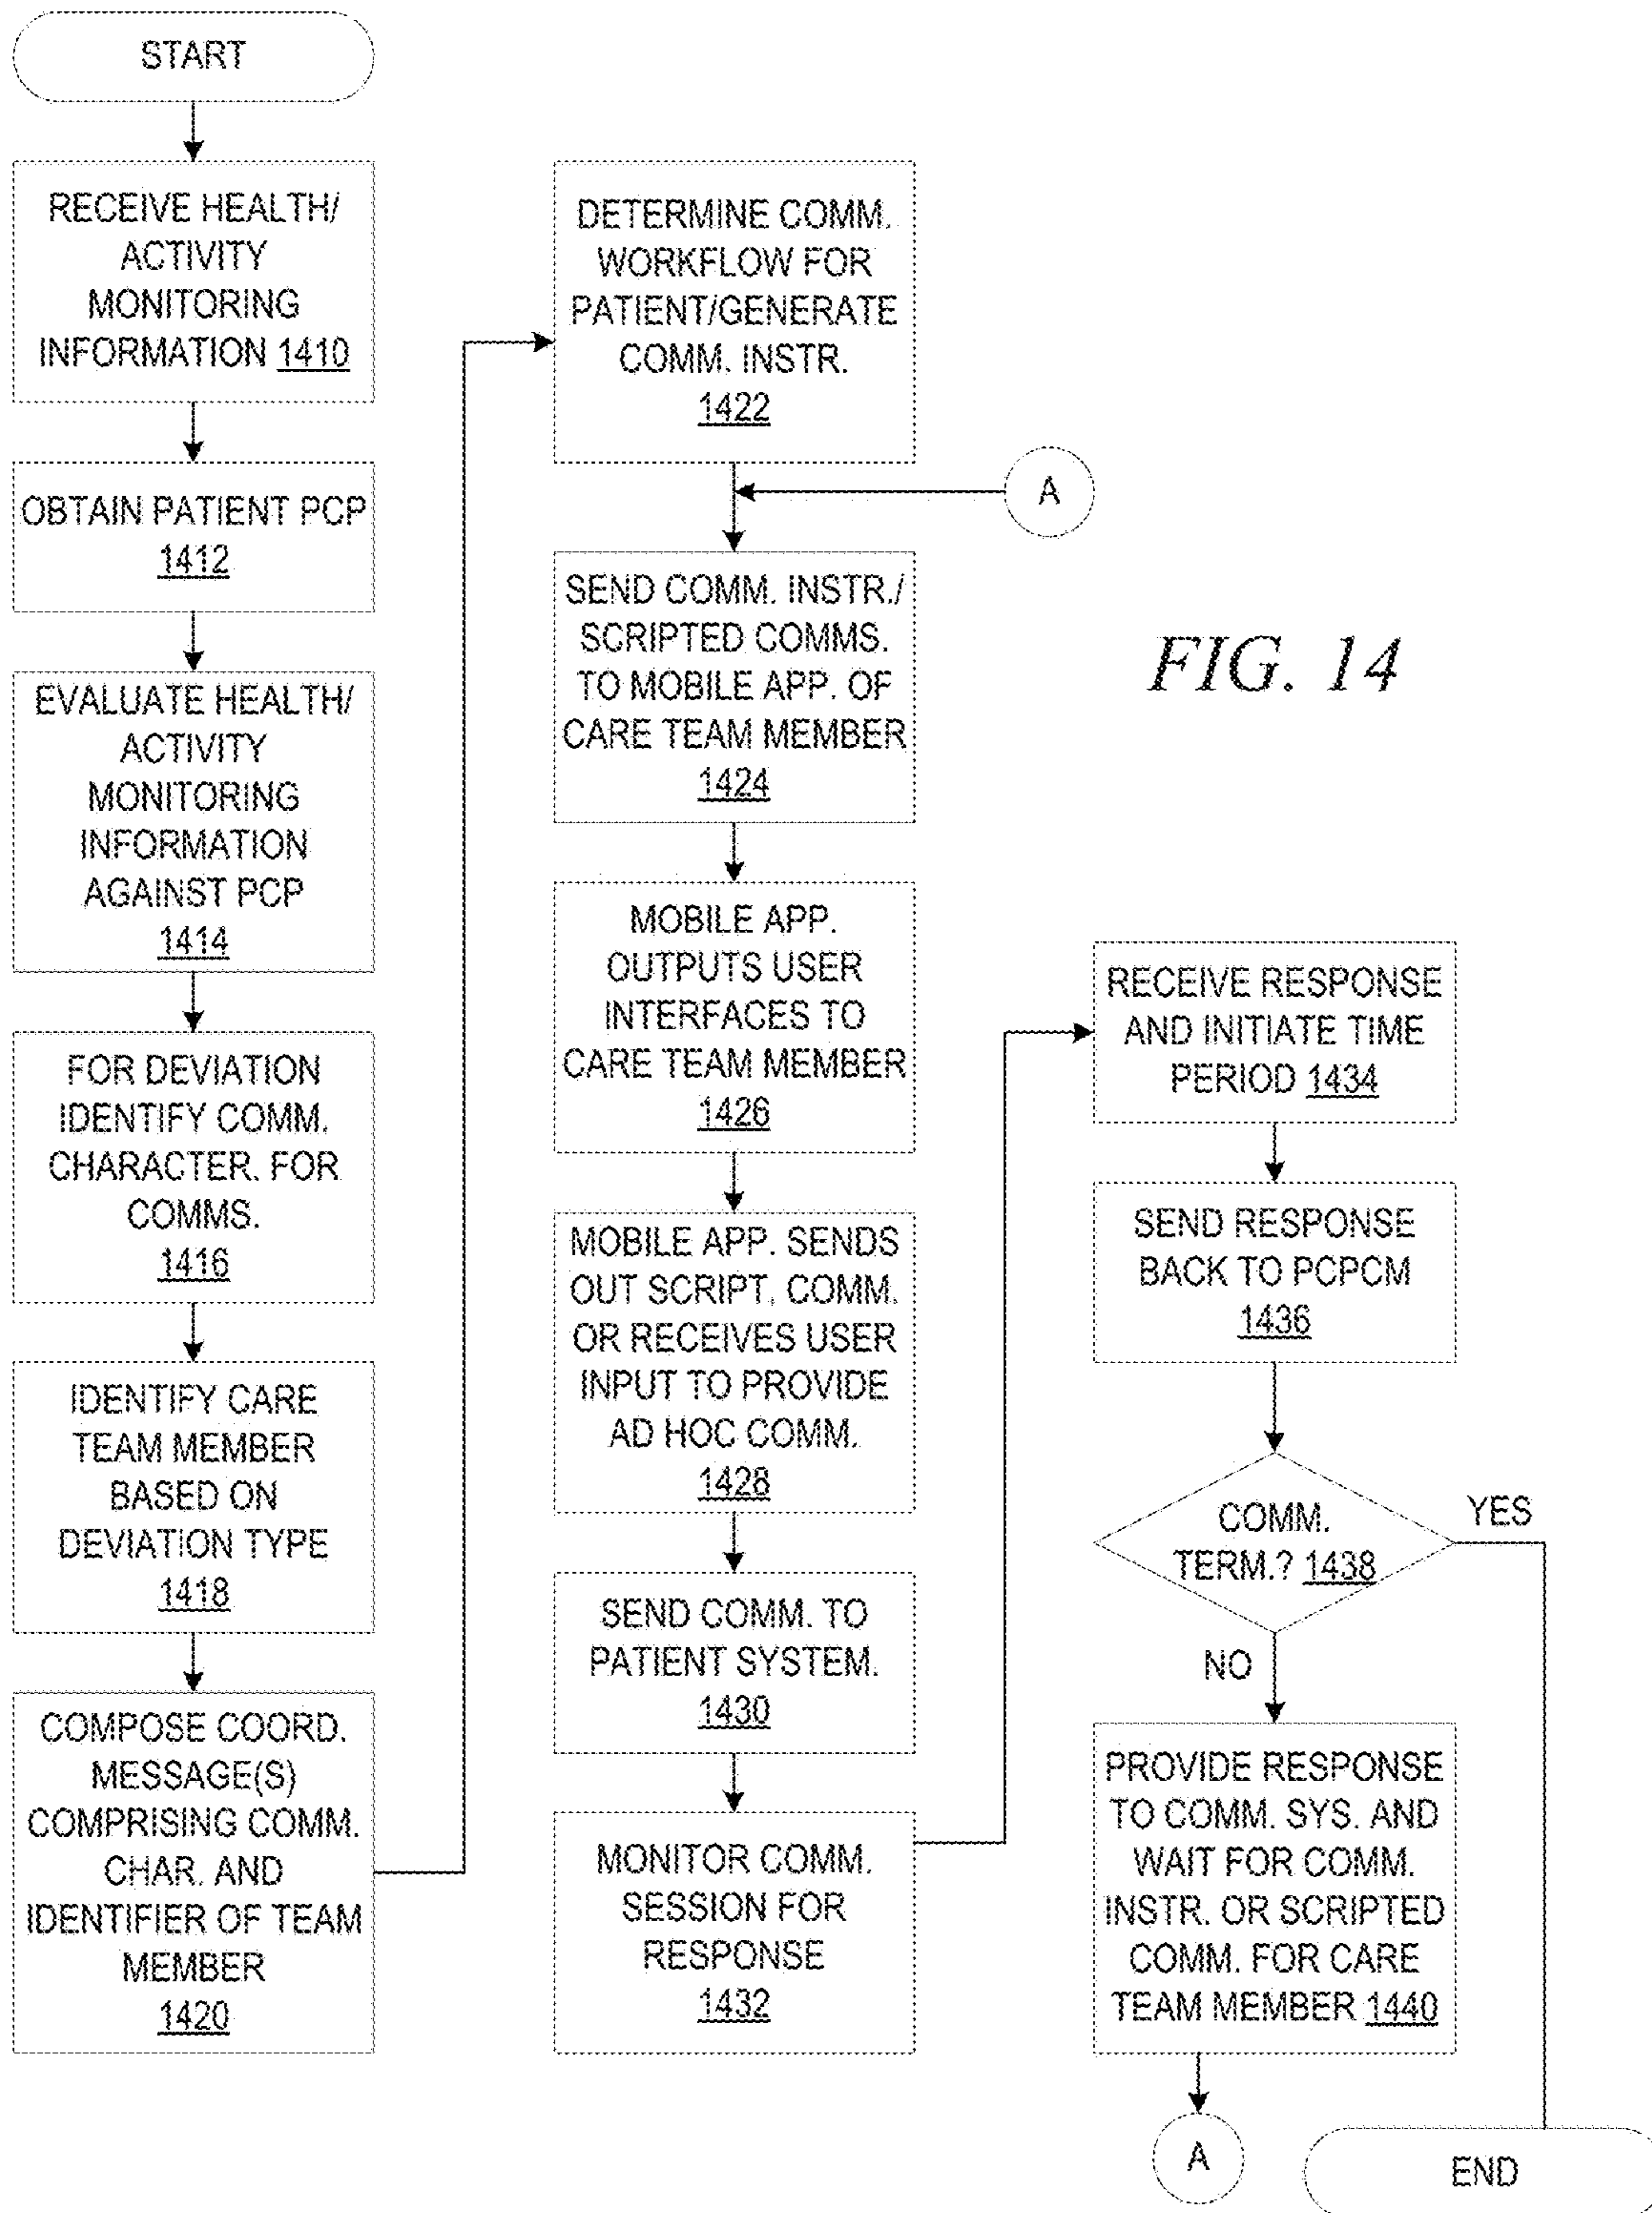 START
RECEIVE HEALTH/
ACTIVITY
MONITORING
INFORMATION 1410
OBTAIN PATIENT PCP
1412
EVALUATE HEALTH/
ACTIVITY
MONITORING
INFORMATION
AGAINST PCP
1414
FOR DEVIATION
IDENTIFY COMM.
CHARACTER. FOR
COMMS.
1416
IDENTIFY CARE
TEAM MEMBER
BASED ON
DEVIATION TYPE
1418
COMPOSE COORD.
MESSAGE(S)
COMPRISING COMM.
CHAR. AND
IDENTIFIER OF TEAM
MEMBER
1420
DETERMINE COMM.
WORKFLOW FOR
PATIENT/GENERATE
COMM. INSTR.
1422
A
SEND COMM. INSTR./
SCRIPTED COMMS.
TO MOBILE APP. OF
CARE TEAM MEMBER
1424
MOBILE APP.
OUTPUTS USER
INTERFACES TO
CARE TEAM MEMBER
1426
MOBILE APP. SENDS
OUT SCRIPT. COMM.
OR RECEIVES USER
INPUT TO PROVIDE
AD HOC COMM.
1428
SEND COMM. TO
PATIENT SYSTEM.
1430
MONITOR COMM.
SESSION FOR
RESPONSE
1432
FIG. 14
RECEIVE RESPONSE
AND INITIATE TIME
PERIOD 1434
SEND RESPONSE
BACK TO PCPCM
1436
COMM.
TERM.? 1438
YES
NO
PROVIDE RESPONSE
TO COMM. SYS. AND
WAIT FOR COMM.
INSTR. OR SCRIPTED
COMM. FOR CARE
TEAM MEMBER 1440
A
END